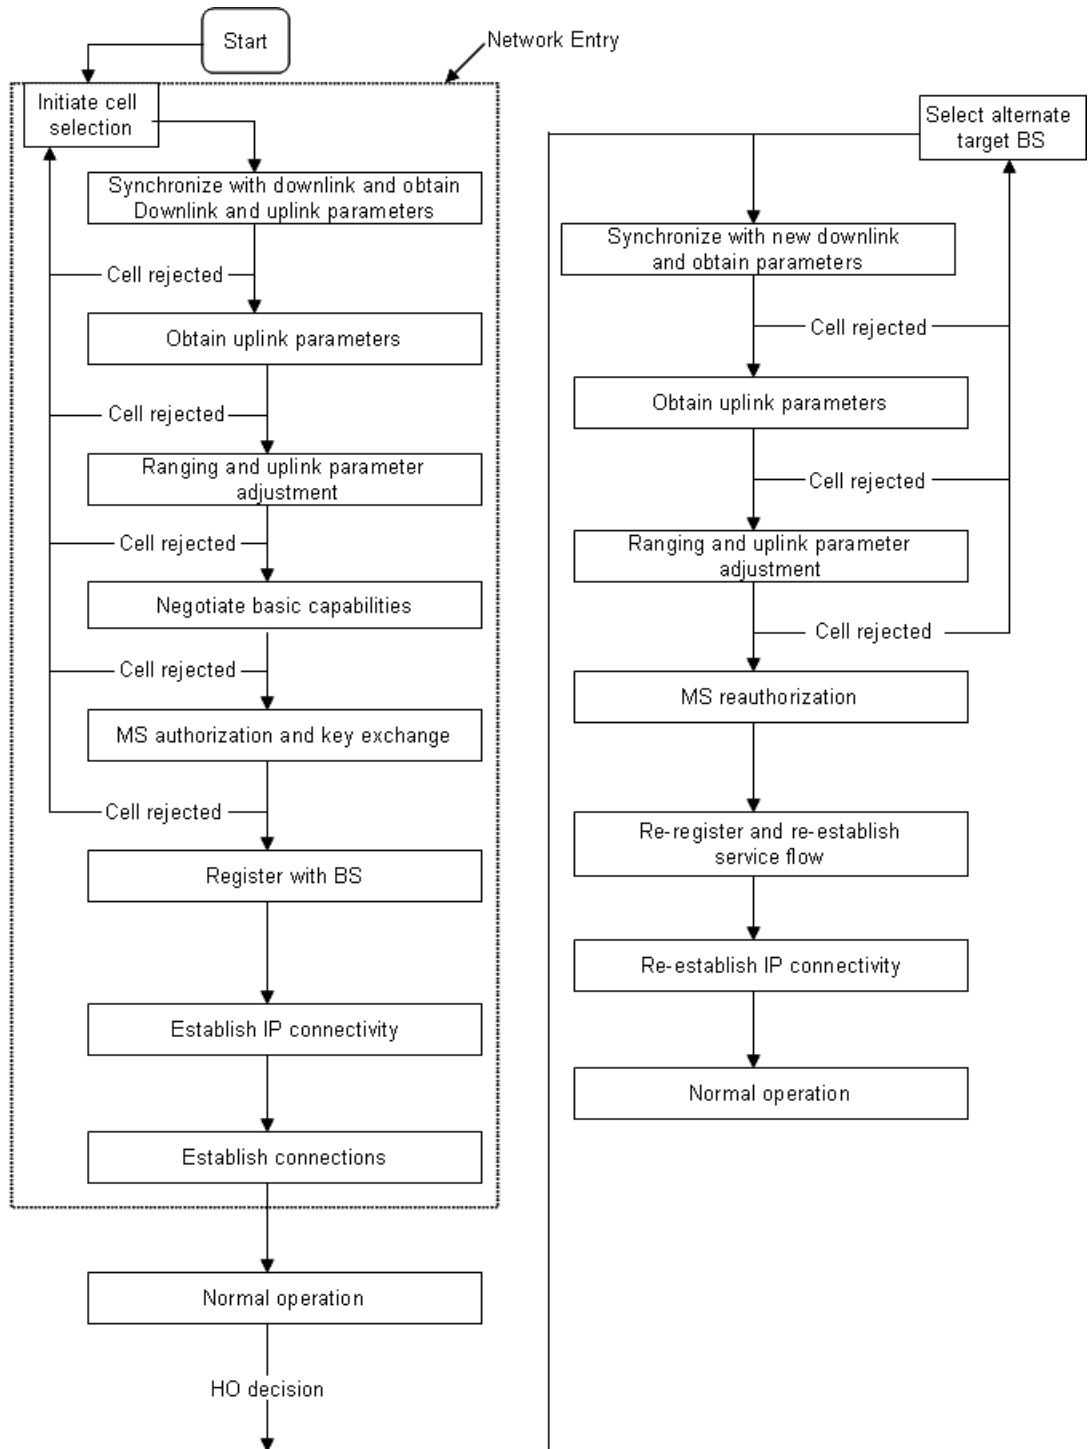 Start
Network Entry
Initiate cell
selection
Synchronize with downlink and obtain
Downlink and uplink parameters
Cell rejected
Obtain uplink parameters
Cell rejected
Ranging and uplink parameter
adjustment
Cell rejected
Negotiate basic capabilities
Cell rejected
MS authorization and key exchange
Cell rejected
Register with BS
Establish IP connectivity
Establish connections
Normal operation
HO decision
Select alternate
target BS
Synchronize with new downlink
and obtain parameters
Cell rejected
Obtain uplink parameters
Cell rejected
Ranging and uplink parameter
adjustment
Cell rejected
MS reauthorization
Re-register and re-establish
service flow
Re-establish IP connectivity
Normal operation